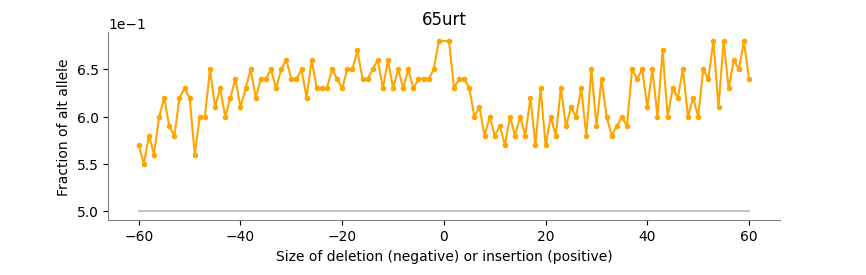 65urt
1e−1
Fraction of alt allele
6.5
6.0
5.5
5.0
−60 −40 −20 0 20 40 60
Size of deletion (negative) or insertion (positive)